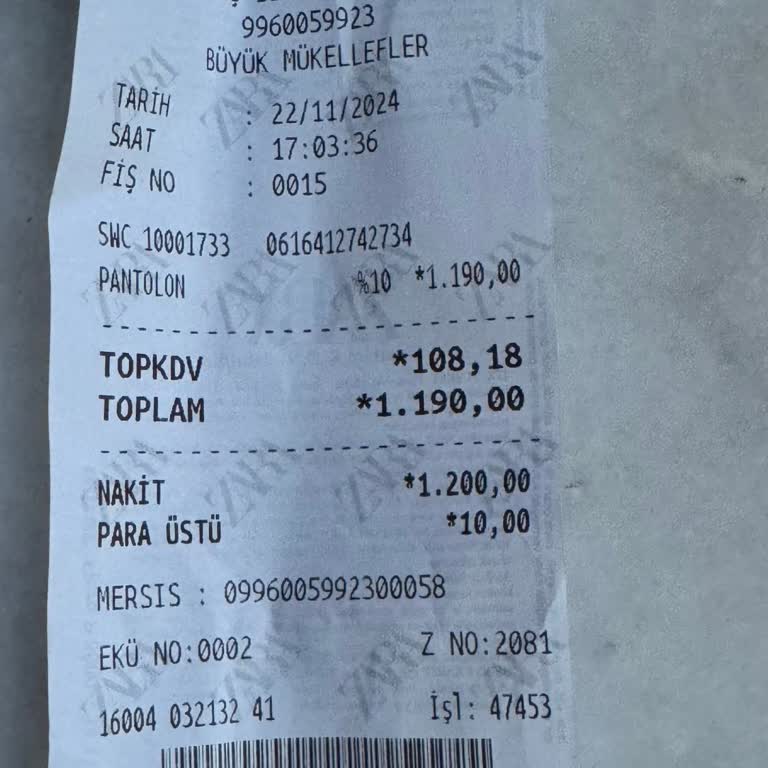 9960059923
BÜYÜK MÜKELLEFLER
TARİH : 22/11/2024
SAAT : 17:03:36
FİŞ NO : 0015
SWC 10001733 0616412742734
PANTOLON %10 *1.190,00
TOPKDV *108,18
TOPLAM *1.190,00
NAKİT *1.200,00
PARA ÜSTÜ *10,00
MERSIS : 0996005992300058
EKÜ NO:0002 Z NO:2081
16004 032132 41 İşl: 47453
ZARA